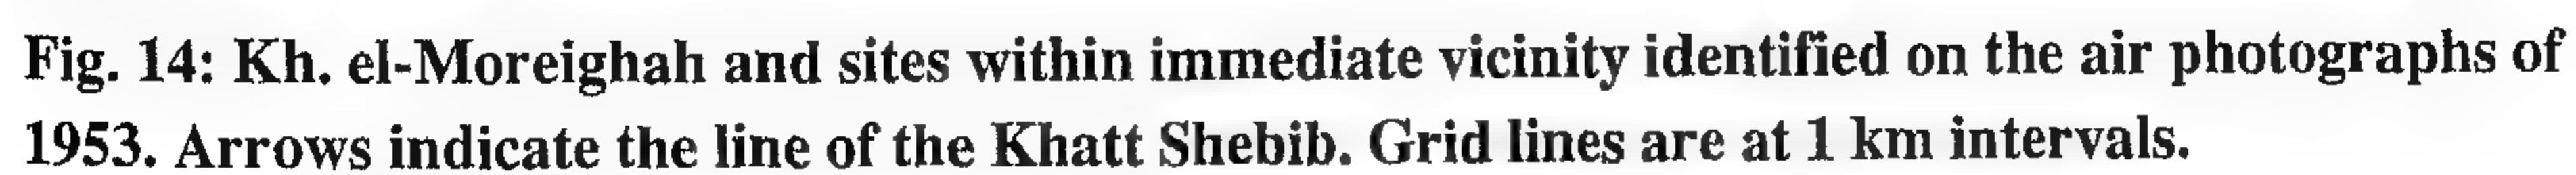 Fig. 14: Kh. el-Moreighah and sites within immediate vicinity identified on the air photographs of
1953. Arrows indicate the line of the Khatt Shebib. Grid lines are at 1 km intervals.